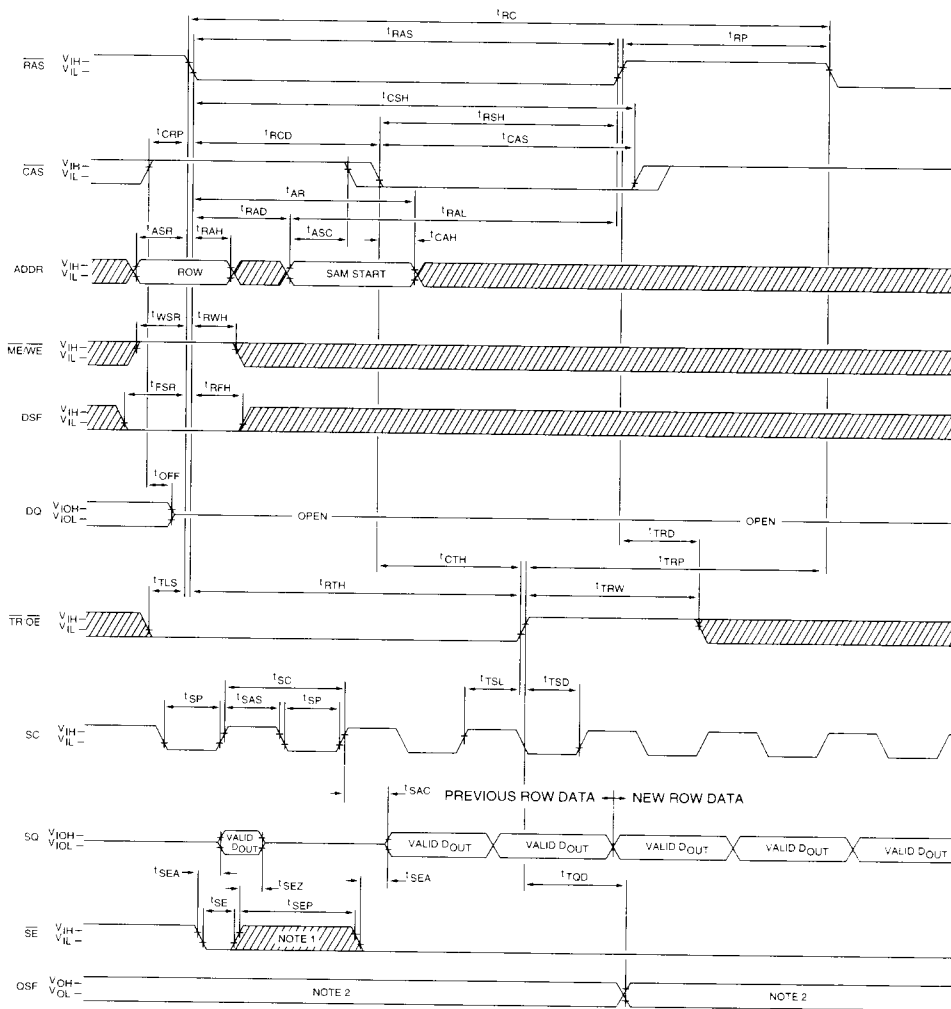 tRC
tRAS
tRP
RAS VIH VIL
tCSH
tRSH
tCRP
tRCD
tCAS
CAS VIH VIL
tAR
tRAD
tRAL
tASR
tRAH
tASC
tCAH
ADDR VIH VIL
ROW
SAM START
tWSR
tRWH
ME/WE VIH VIL
tFSR
tRFH
DSF VIH VIL
tOFF
DQ VIOH VIOL
OPEN
OPEN
tTRD
tCTH
tTRP
tTLS
tRTH
tTRW
TR OE VIH VIL
tSC
tTSL
tTSD
tSP
tSAS
tSP
SC VIH VIL
tSAC
PREVIOUS ROW DATA
NEW ROW DATA
SQ VIOH VIOL
VALID DOUT
VALID DOUT
VALID DOUT
VALID DOUT
VALID DOUT
VALID DOUT
tSEA
tSEZ
tSEA
tTQD
tSE
tSEP
SE VIH VIL
NOTE 1
QSF VOH VOL
NOTE 2
NOTE 2